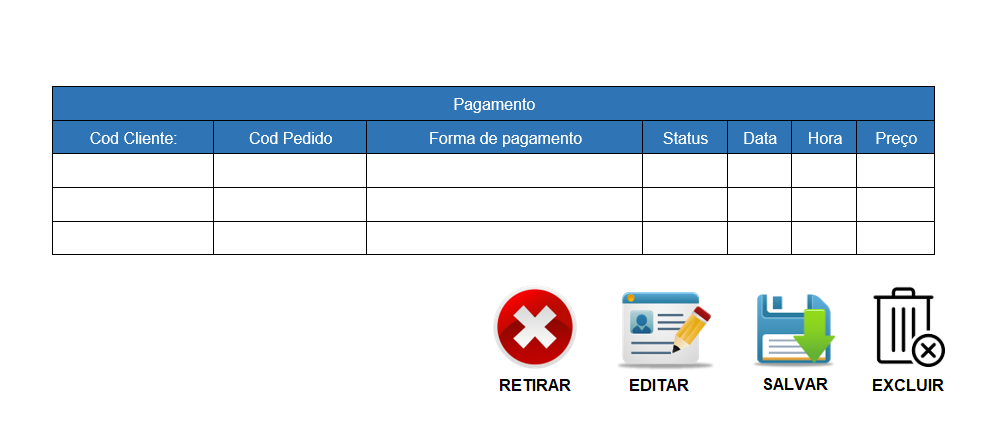 Pagamento
Cod Cliente: Cod Pedido Forma de pagamento Status Data Hora Preço
RETIRAR EDITAR SALVAR EXCLUIR